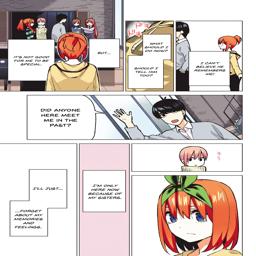 I CAN'T
BELIEVE HE
REMEMBERS
ME!
WHAT
SHOULD I
DO NOW?
SHOULD I
TELL HIM
TOO?
BUT...
IT'S NOT GOOD
FOR ME TO BE
SPECIAL.
DID ANYONE
HERE MEET
ME IN THE
PAST?
I'M ONLY
HERE NOW
BECAUSE OF
MY SISTERS.
I'LL JUST...
...FORGET
ABOUT MY
MEMORIES
AND
FEELINGS.